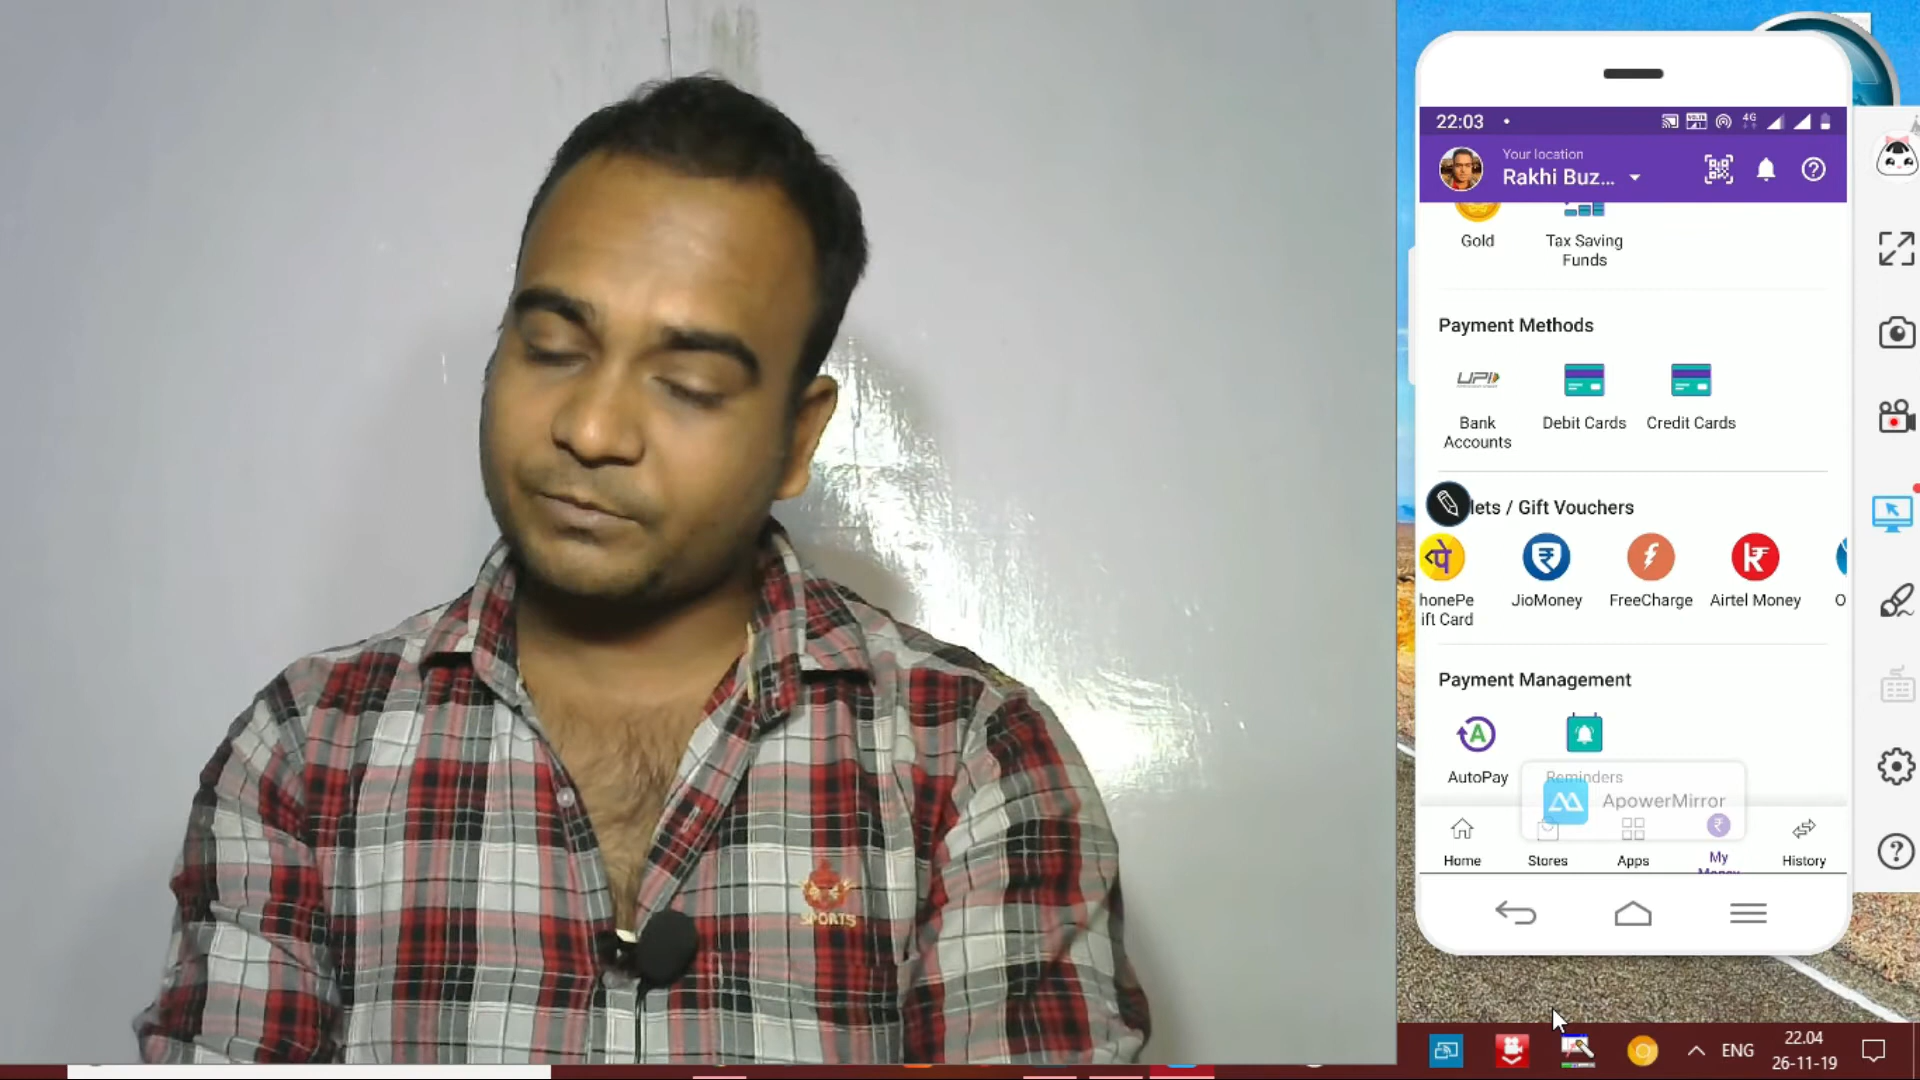 22:03
4G
Your location
Rakhi Buz...
Gold
Tax Saving
Funds
Payment Methods
UPI
Bank
Accounts
Debit Cards
Credit Cards
lets / Gift Vouchers
पे
honePe
ift Card
JioMoney
FreeCharge
Airtel Money
O
Payment Management
A
AutoPay
Reminders
ApowerMirror
Home
Stores
Apps
My
Money
History
SPORTS
ENG
22.04
26-11-19